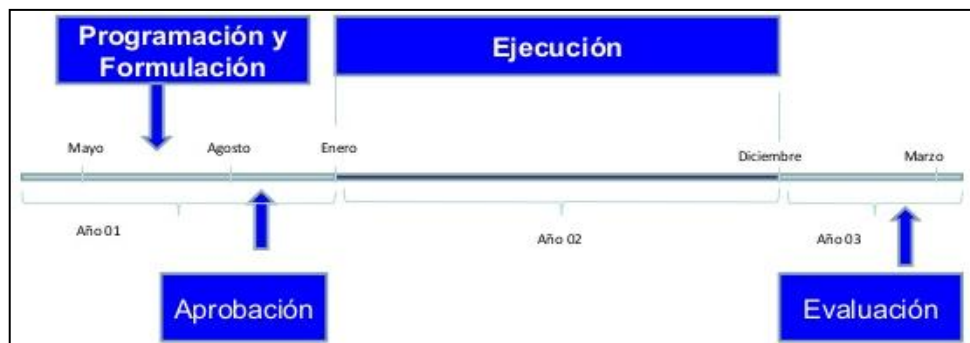 Programación y
Formulación
Ejecución
Mayo
Agosto
Enero
Diciembre
Marzo
Año 01
Año 02
Año 03
Aprobación
Evaluación